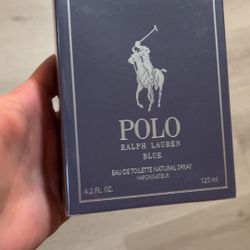 POLO
RALPH LAUREN
BLUE
EAU DE TOILETTE NATURAL SPRAY
VAPORISATEUR
4.2 FL. OZ. 125 ml